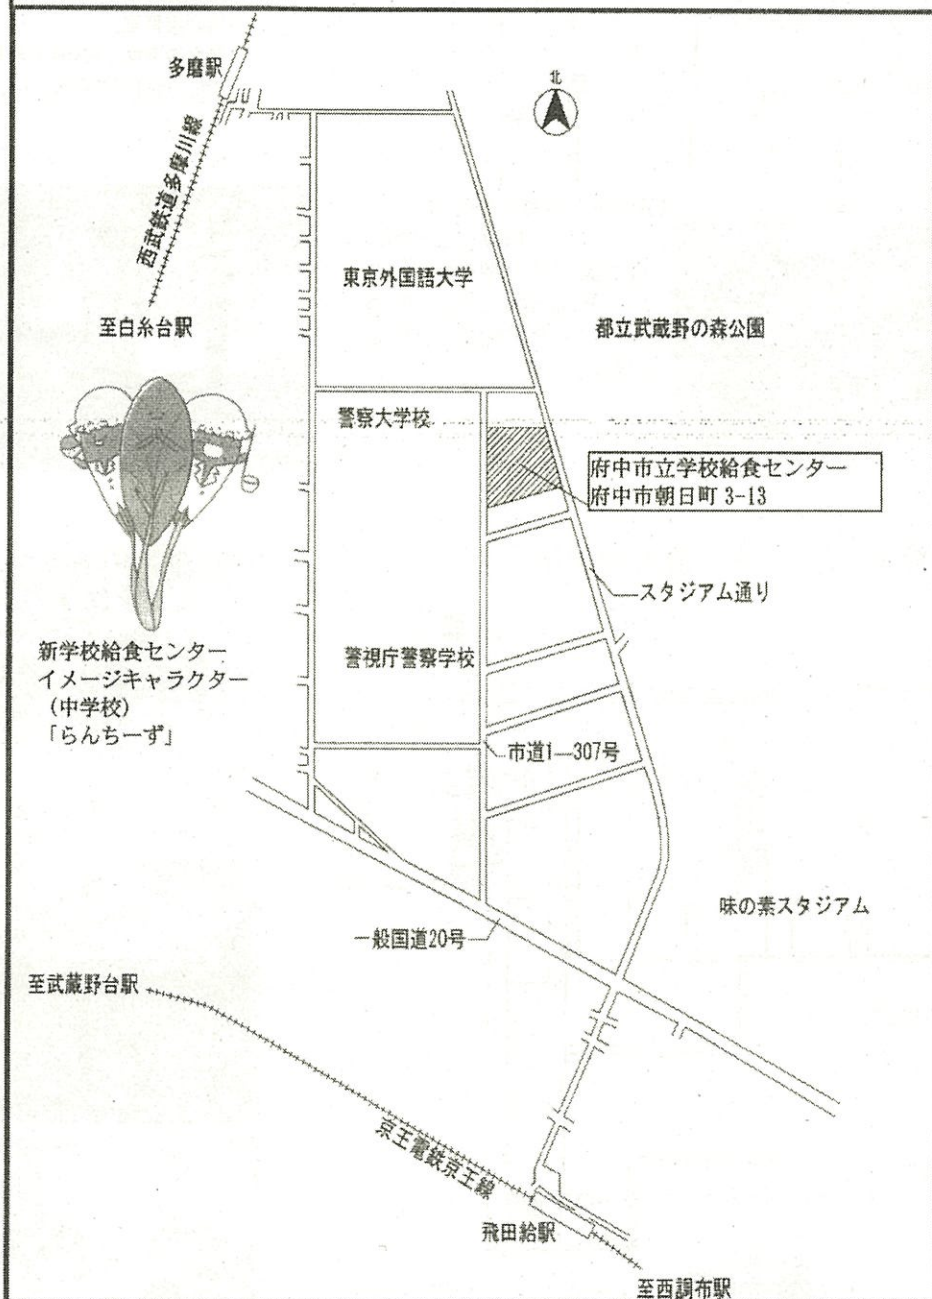 多磨駅
北
西武鉄道多摩川線
東京外国語大学
至白糸台駅
都立武蔵野の森公園
警察大学校
府中市立学校給食センター
府中市朝日町 3-13
スタジアム通り
新学校給食センター
イメージキャラクター
(中学校)
「らんちーず」
警視庁警察学校
市道1―307号
味の素スタジアム
一般国道20号
至武蔵野台駅
京王電鉄京王線
飛田給駅
至西調布駅